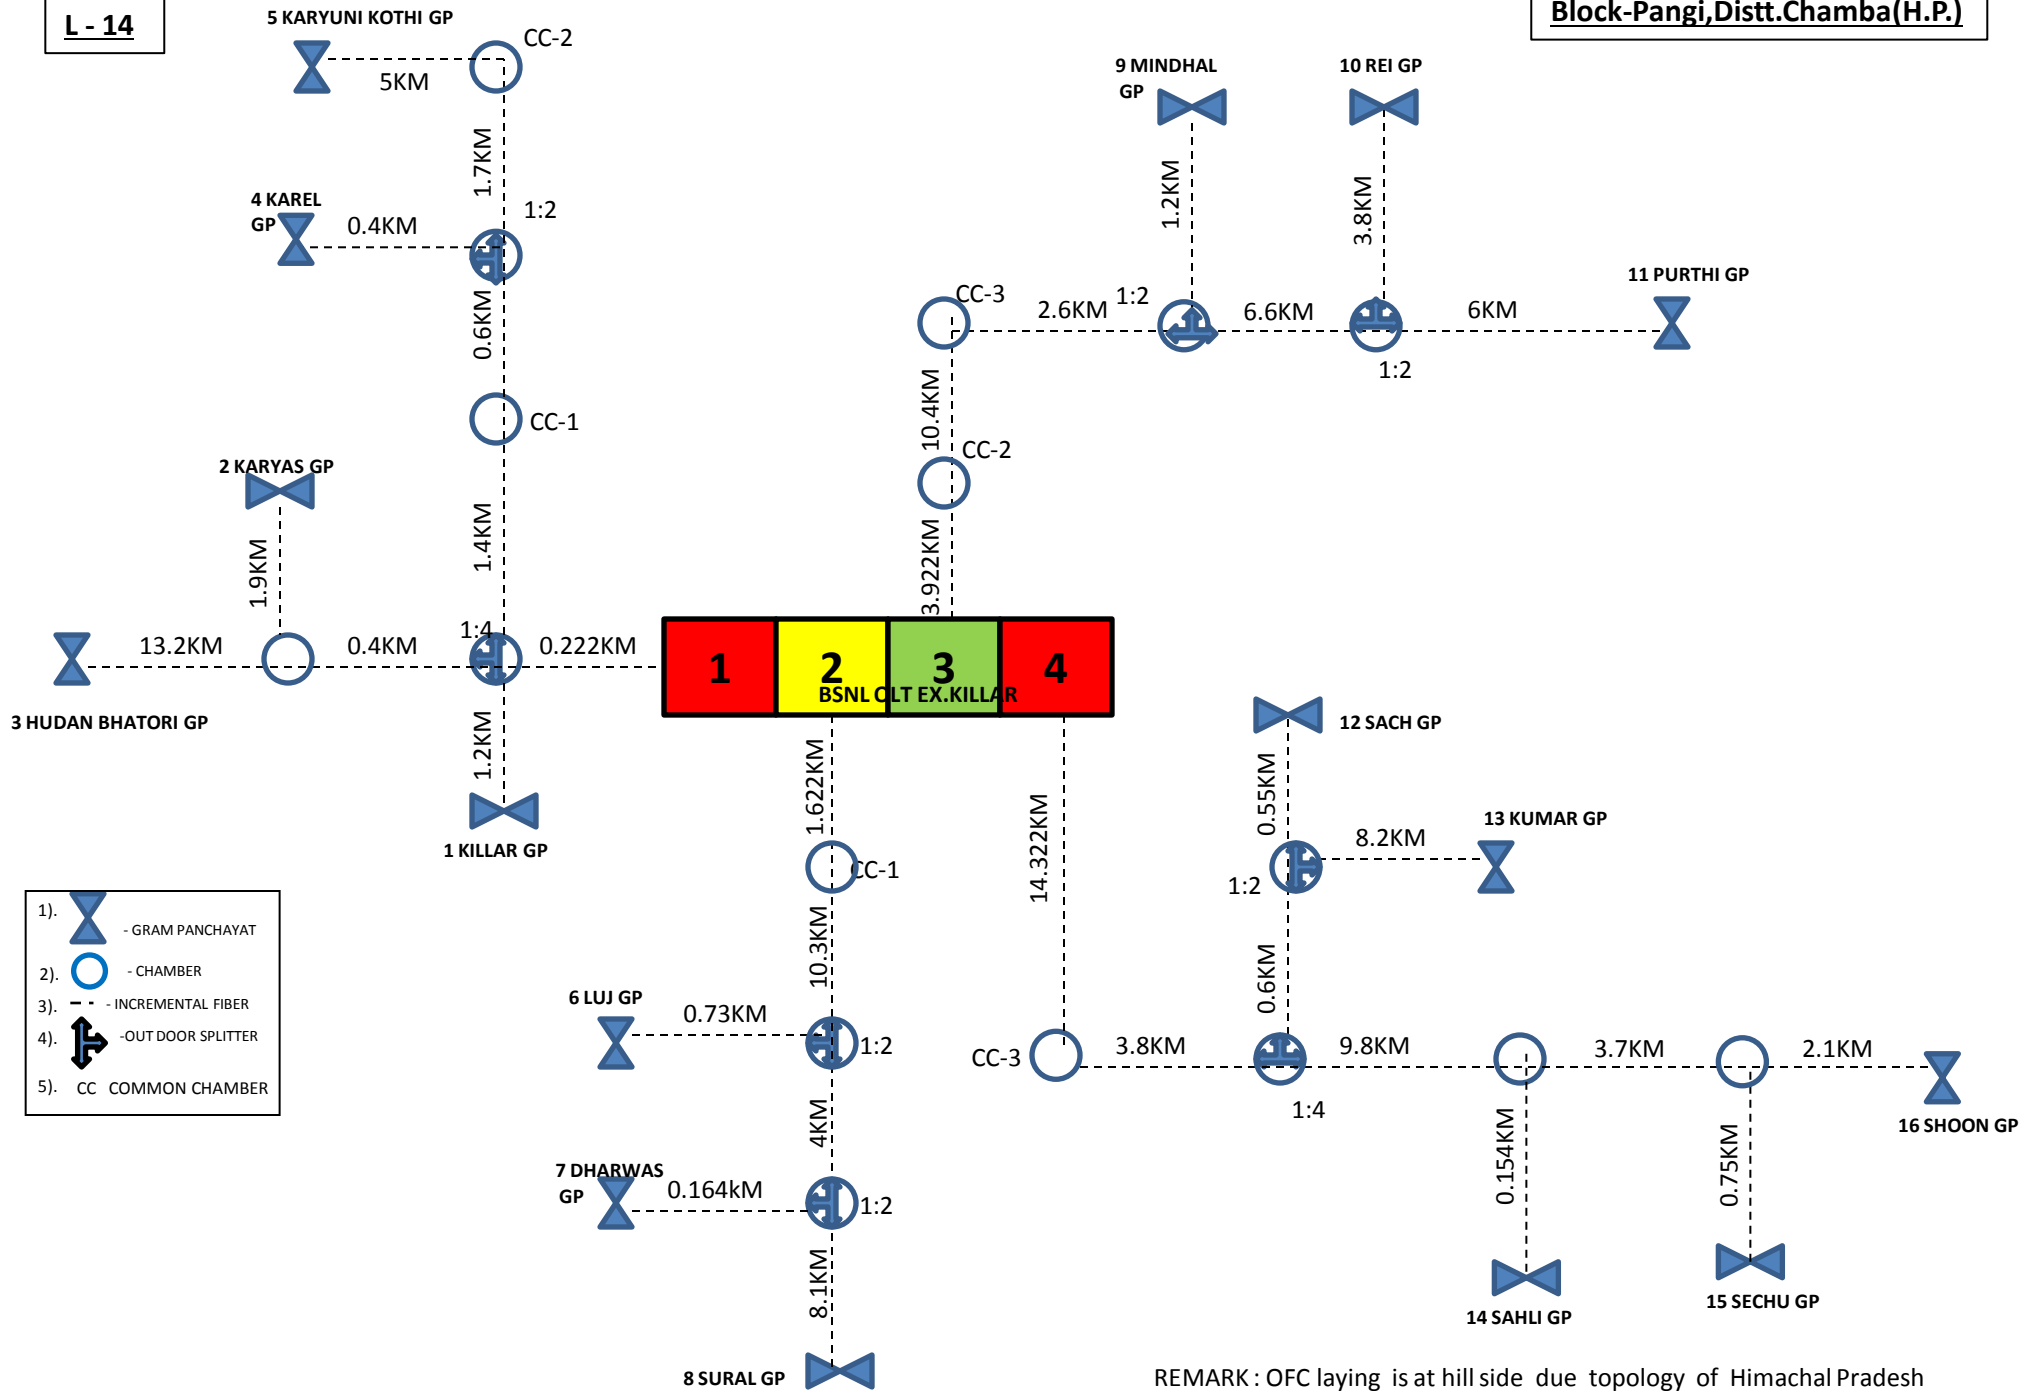 L - 14
Block-Pangi,Distt.Chamba(H.P.)
5 KARYUNI KOTHI GP
CC-2
5KM
9 MINDHAL
GP
10 REI GP
1.7KM
1.2KM
3.8KM
4 KAREL
GP
0.4KM
1:2
11 PURTHI GP
CC-3
2.6KM
1:2
6.6KM
6KM
0.6KM
1:2
10.4KM
CC-1
CC-2
2 KARYAS GP
1.9KM
1.4KM
3.922KM
13.2KM
0.4KM
1:4
0.222KM
1
2
3
4
BSNL OLT EX.KILLAR
3 HUDAN BHATORI GP
12 SACH GP
1.2KM
1.622KM
14.322KM
0.55KM
13 KUMAR GP
8.2KM
1 KILLAR GP
CC-1
1:2
1).
- GRAM PANCHAYAT
2).
- CHAMBER
3).
- INCREMENTAL FIBER
4).
-OUT DOOR SPLITTER
5). CC COMMON CHAMBER
10.3KM
0.6KM
6 LUJ GP
0.73KM
1:2
CC-3
3.8KM
9.8KM
3.7KM
2.1KM
1:4
16 SHOON GP
4KM
0.154KM
0.75KM
7 DHARWAS
GP
0.164kM
1:2
8.1KM
14 SAHLI GP
15 SECHU GP
8 SURAL GP
REMARK : OFC laying is at hill side due topology of Himachal Pradesh